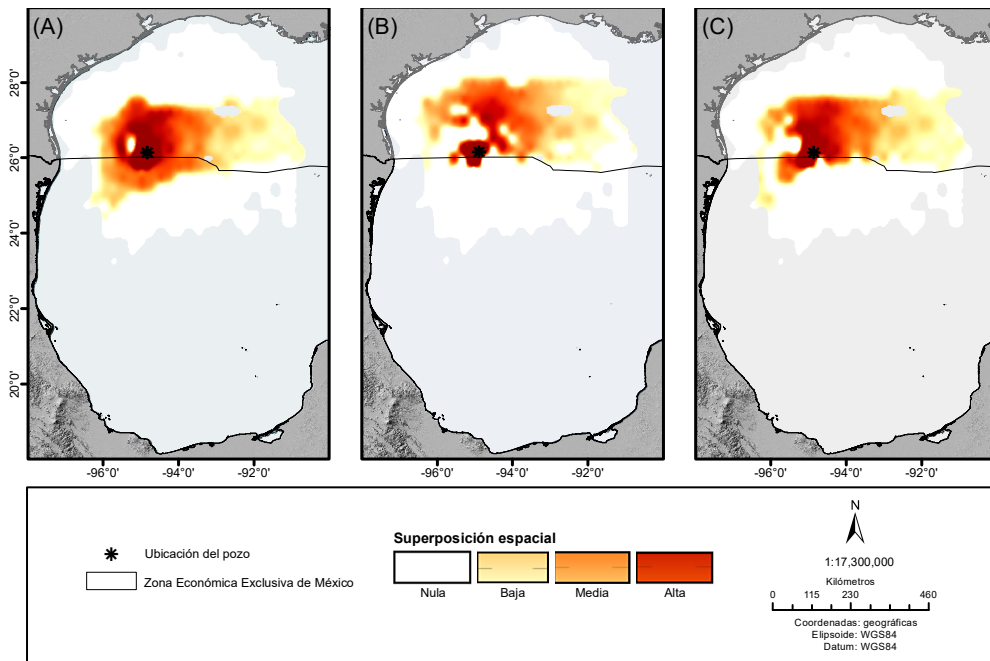 (A)
(B)
(C)
28°0'
26°0'
24°0'
22°0'
20°0'
-96°0' -94°0' -92°0'
-96°0' -94°0' -92°0'
-96°0' -94°0' -92°0'
Ubicación del pozo
Zona Económica Exclusiva de México
Superposición espacial
Nula Baja Media Alta
N
1:17,300,000
Kilómetros
0 115 230 460
Coordenadas: geográficas
Elipsoide: WGS84
Datum: WGS84